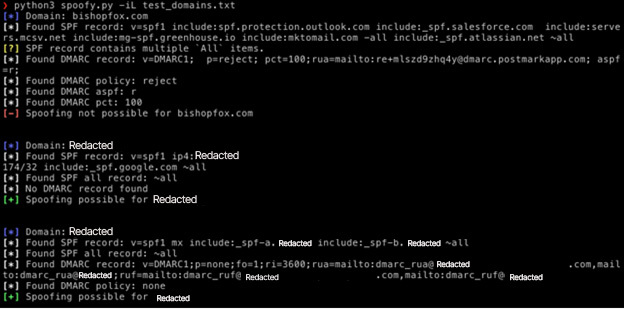 ❯ python3 spoofy.py -iL test_domains.txt
[*] Domain: bishopfox.com
[*] Found SPF record: v=spf1 include:spf.protection.outlook.com include:_spf.salesforce.com include:serve
rs.mcsv.net include:mg-spf.greenhouse.io include:mktomail.com -all include:_spf.atlassian.net ~all
[?] SPF record contains multiple `All` items.
[*] Found DMARC record: v=DMARC1; p=reject; pct=100;rua=mailto:re+mlszd9zhq4y@dmarc.postmarkapp.com; aspf
=r;
[*] Found DMARC policy: reject
[*] Found DMARC aspf: r
[*] Found DMARC pct: 100
[-] Spoofing not possible for bishopfox.com
[*] Domain: Redacted
[*] Found SPF record: v=spf1 ip4: Redacted
174/32 include:_spf.google.com ~all
[*] Found SPF all record: ~all
[*] No DMARC record found
[+] Spoofing possible for Redacted
[*] Domain: Redacted
[*] Found SPF record: v=spf1 mx include:_spf-a. Redacted include:_spf-b. Redacted ~all
[*] Found SPF all record: ~all
[*] Found DMARC record: v=DMARC1;p=none;fo=1;ri=3600;rua=mailto:dmarc_rua@ Redacted .com,mail
to:dmarc_rua@ Redacted ;ruf=mailto:dmarc_ruf@ Redacted .com,mailto:dmarc_ruf@ Redacted
[*] Found DMARC policy: none
[+] Spoofing possible for Redacted